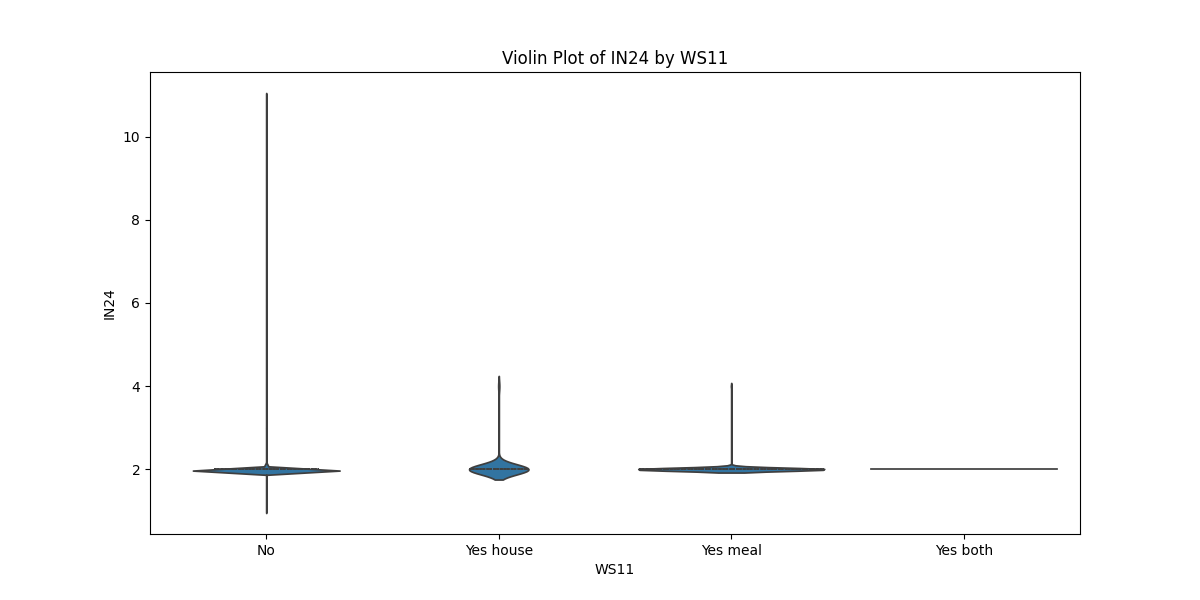 Violin Plot of IN24 by WS11
10
8
6
4
2
IN24
No
Yes house
Yes meal
Yes both
WS11